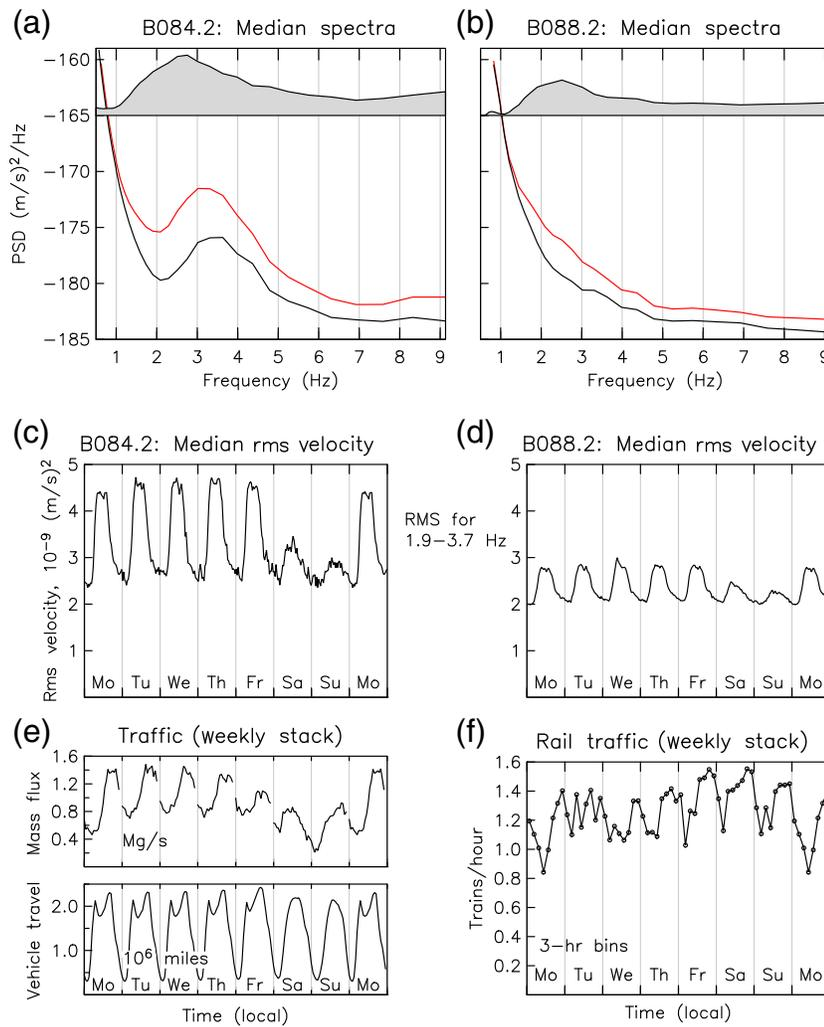 (a) B084.2: Median spectra
(b) B088.2: Median spectra
PSD (m/s)²/Hz
−160
−165
−170
−175
−180
−185
1 2 3 4 5 6 7 8 9
Frequency (Hz)
1 2 3 4 5 6 7 8 9
Frequency (Hz)
(c) B084.2: Median rms velocity
(d) B088.2: Median rms velocity
Rms velocity, 10⁻⁹ (m/s)²
5
4
3
2
1
Mo Tu We Th Fr Sa Su Mo
RMS for
1.9−3.7 Hz
5
4
3
2
1
Mo Tu We Th Fr Sa Su Mo
(e) Traffic (weekly stack)
Mass flux
1.6
1.2
0.8
0.4
Mg/s
Vehicle travel
2.0
1.0
10⁶ miles
Mo Tu We Th Fr Sa Su Mo
Time (local)
(f) Rail traffic (weekly stack)
Trains/hour
1.6
1.4
1.2
1.0
0.8
0.6
0.4
0.2
3−hr bins
Mo Tu We Th Fr Sa Su Mo
Time (local)